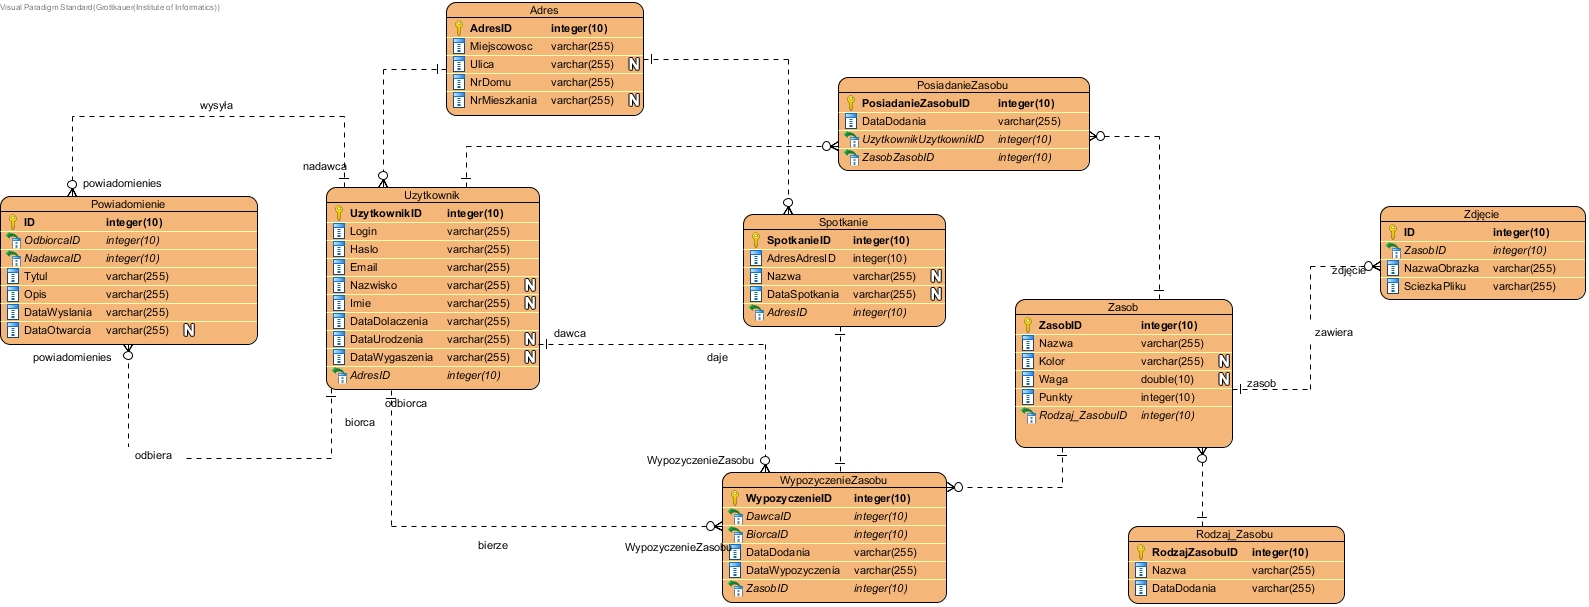 Visual Paradigm Standard(Grottkauer(Institute of Informatics))
Adres
AdresID integer(10)
Miejscowosc varchar(255)
Ulica varchar(255) N
NrDomu varchar(255)
NrMieszkania varchar(255) N
PosiadanieZasobu
PosiadanieZasobuID integer(10)
DataDodania varchar(255)
UzytkownikUzytkownikID integer(10)
ZasobZasobID integer(10)
wysyła
nadawca
powiadomienies
Powiadomienie
ID integer(10)
OdbiorcaID integer(10)
NadawcaID integer(10)
Tytul varchar(255)
Opis varchar(255)
DataWyslania varchar(255)
DataOtwarcia varchar(255) N
powiadomienies
odbiera
Uzytkownik
UzytkownikID integer(10)
Login varchar(255)
Haslo varchar(255)
Email varchar(255)
Nazwisko varchar(255) N
Imie varchar(255) N
DataDolaczenia varchar(255)
DataUrodzenia varchar(255) N
DataWygaszenia varchar(255) N
AdresID integer(10)
odbiorca
biorca
dawca
daje
bierze
Spotkanie
SpotkanieID integer(10)
AdresAdresID integer(10)
Nazwa varchar(255) N
DataSpotkania varchar(255) N
AdresID integer(10)
Zdjęcie
ID integer(10)
ZasobID integer(10)
NazwaObrazka varchar(255)
SciezkaPliku varchar(255)
zdjęcie
zawiera
zasob
Zasob
ZasobID integer(10)
Nazwa varchar(255)
Kolor varchar(255) N
Waga double(10) N
Punkty integer(10)
Rodzaj_ZasobuID integer(10)
WypozyczenieZasobu
WypozyczenieZasobu
WypozyczenieZasobu
WypozyczenieID integer(10)
DawcaID integer(10)
BiorcaID integer(10)
DataDodania varchar(255)
DataWypozyczenia varchar(255)
ZasobID integer(10)
Rodzaj_Zasobu
RodzajZasobuID integer(10)
Nazwa varchar(255)
DataDodania varchar(255)